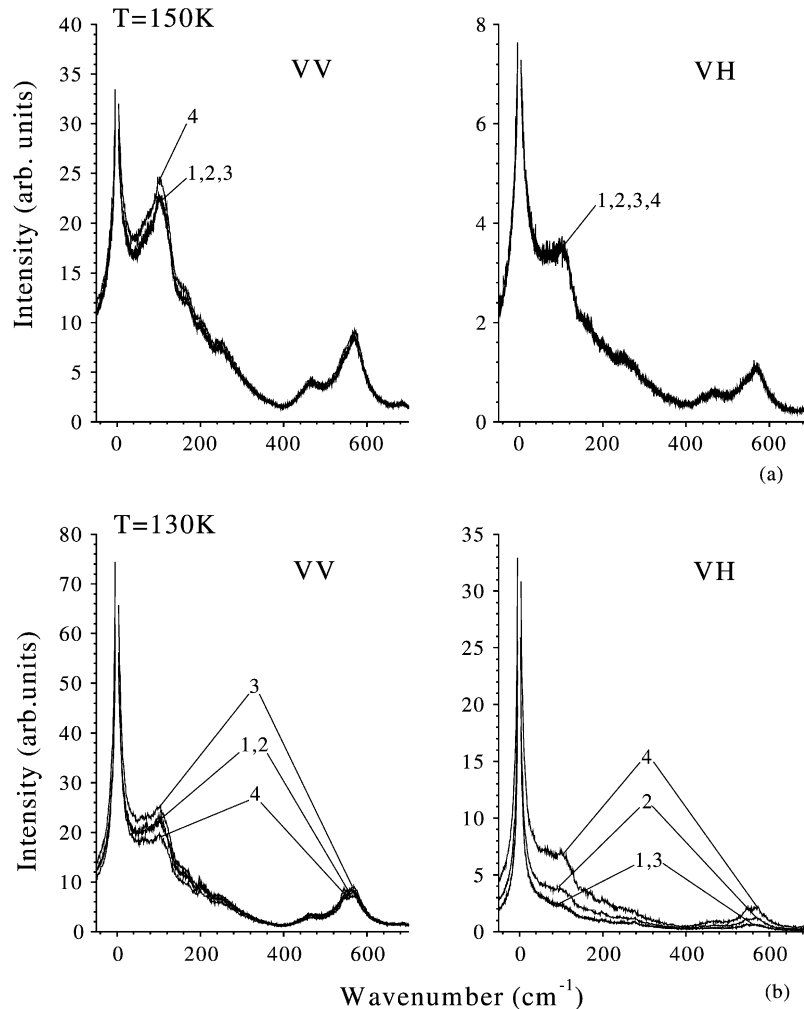 T=150K
VV
VH
40
35
30
25
20
15
10
5
0
4
1,2,3
8
6
4
2
0
1,2,3,4
Intensity (arb. units)
0 200 400 600
0 200 400 600
(a)
T=130K
VV
VH
80
70
60
50
40
30
20
10
0
3
1,2
4
35
30
25
20
15
10
5
0
4
2
1,3
Intensity (arb.units)
0 200 400 600
0 200 400 600
Wavenumber (cm⁻¹)
(b)